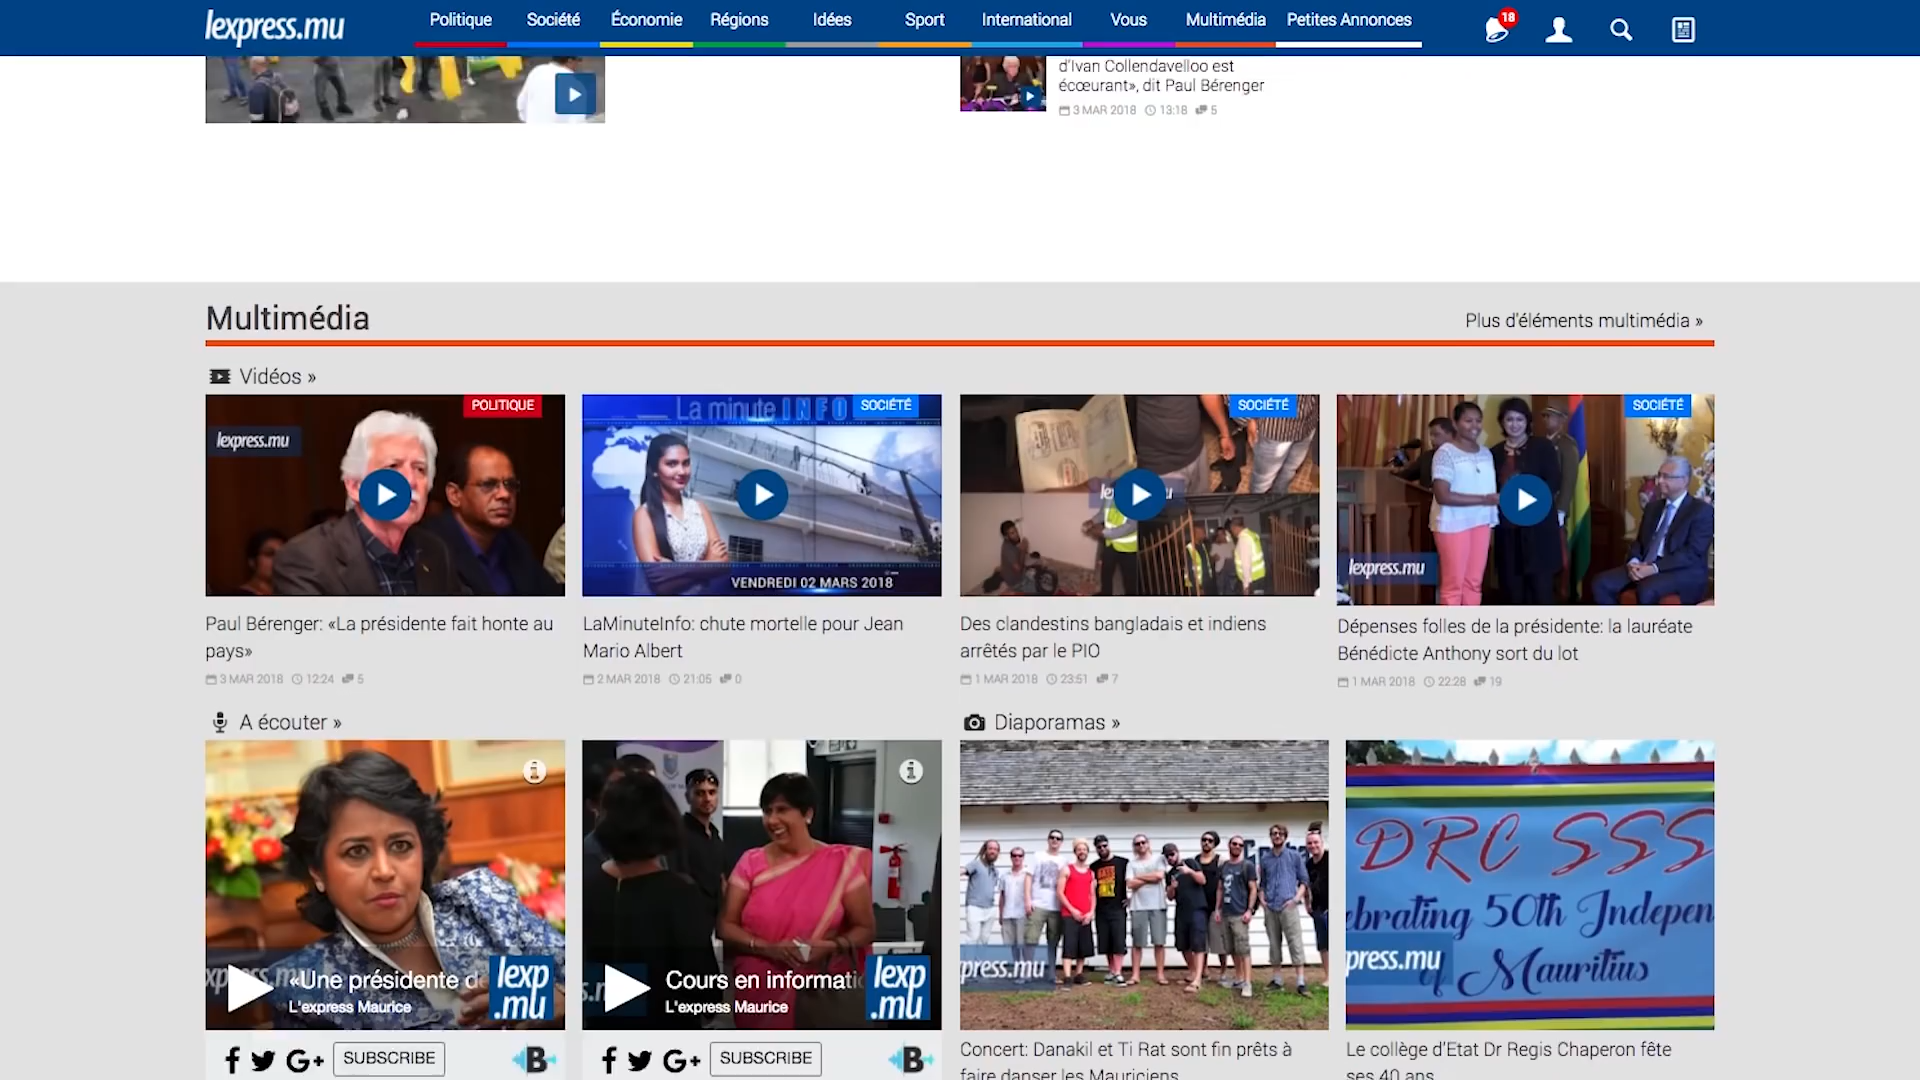 lexpress.mu
Politique
Société
Économie
Régions
Idées
Sport
International
Vous
Multimédia
Petites Annonces
18
d'Ivan Collendavelloo est
écœurant», dit Paul Bérenger
3 MAR 2018 13:18 5
Multimédia
Plus d'éléments multimédia »
Vidéos »
POLITIQUE
lexpress.mu
La minute INFO
SOCIÉTÉ
VENDREDI 02 MARS 2018
SOCIÉTÉ
SOCIÉTÉ
lexpress.mu
Paul Bérenger: «La présidente fait honte au
pays»
3 MAR 2018 12:24 5
LaMinuteInfo: chute mortelle pour Jean
Mario Albert
2 MAR 2018 21:05 0
Des clandestins bangladais et indiens
arrêtés par le PIO
1 MAR 2018 23:51 7
Dépenses folles de la présidente: la lauréate
Bénédicte Anthony sort du lot
1 MAR 2018 22:28 19
A écouter »
Diaporamas »
«Une présidente d
L'express Maurice
lexp
.mu
Cours en informati
L'express Maurice
lexp
.mu
press.mu
DRC SSS
ebrating 50th Indepen
press.mu
of Mauritius
f G+ SUBSCRIBE B
f G+ SUBSCRIBE B
Concert: Danakil et Ti Rat sont fin prêts à
faire danser les Mauriciens
Le collège d'Etat Dr Regis Chaperon fête
ses 40 ans